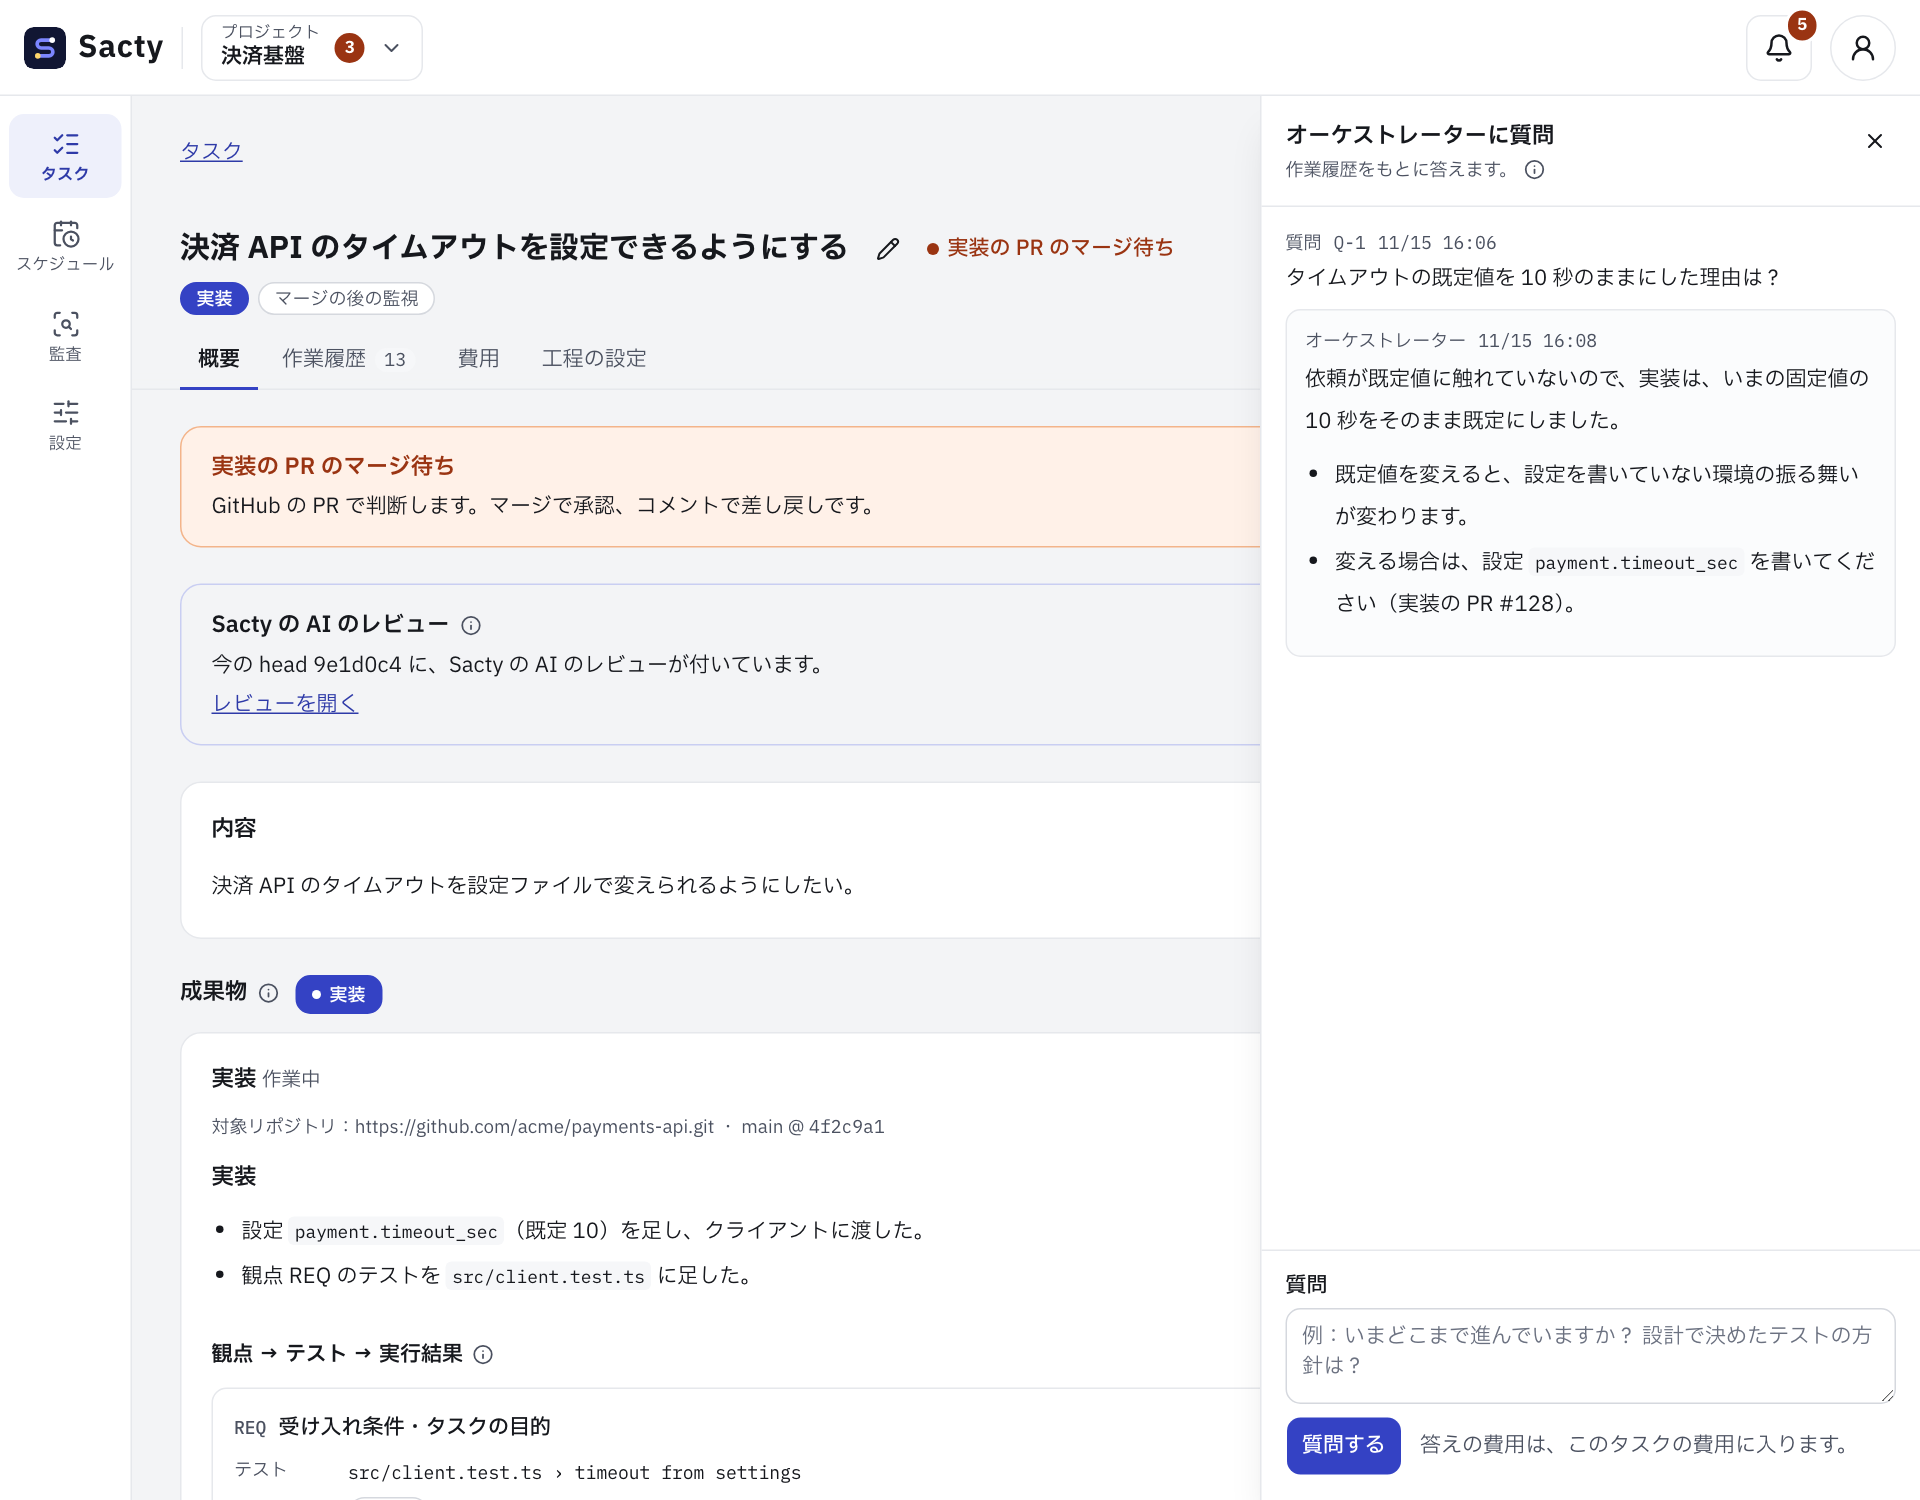 Sacty
プロジェクト
決済基盤
3
5
タスク
スケジュール
監査
設定
タスク
決済 API のタイムアウトを設定できるようにする
実装の PR のマージ待ち
実装
マージの後の監視
概要
作業履歴 13
費用
工程の設定
実装の PR のマージ待ち
GitHub の PR で判断します。マージで承認、コメントで差し戻しです。
Sacty の AI のレビュー
今の head 9e1d0c4 に、Sacty の AI のレビューが付いています。
レビューを開く
内容
決済 API のタイムアウトを設定ファイルで変えられるようにしたい。
成果物
実装
実装 作業中
対象リポジトリ：https://github.com/acme/payments-api.git · main @ 4f2c9a1
実装
設定 payment.timeout_sec （既定 10）を足し、クライアントに渡した。
観点 REQ のテストを src/client.test.ts に足した。
観点 → テスト → 実行結果
REQ 受け入れ条件・タスクの目的
テスト src/client.test.ts › timeout from settings
オーケストレーターに質問
作業履歴をもとに答えます。
質問 Q-1 11/15 16:06
タイムアウトの既定値を 10 秒のままにした理由は？
オーケストレーター 11/15 16:08
依頼が既定値に触れていないので、実装は、いまの固定値の
10 秒をそのまま既定にしました。
既定値を変えると、設定を書いていない環境の振る舞い
が変わります。
変える場合は、設定 payment.timeout_sec を書いてくだ
さい（実装の PR #128）。
質問
例：いまどこまで進んでいますか？ 設計で決めたテストの方
針は？
質問する
答えの費用は、このタスクの費用に入ります。